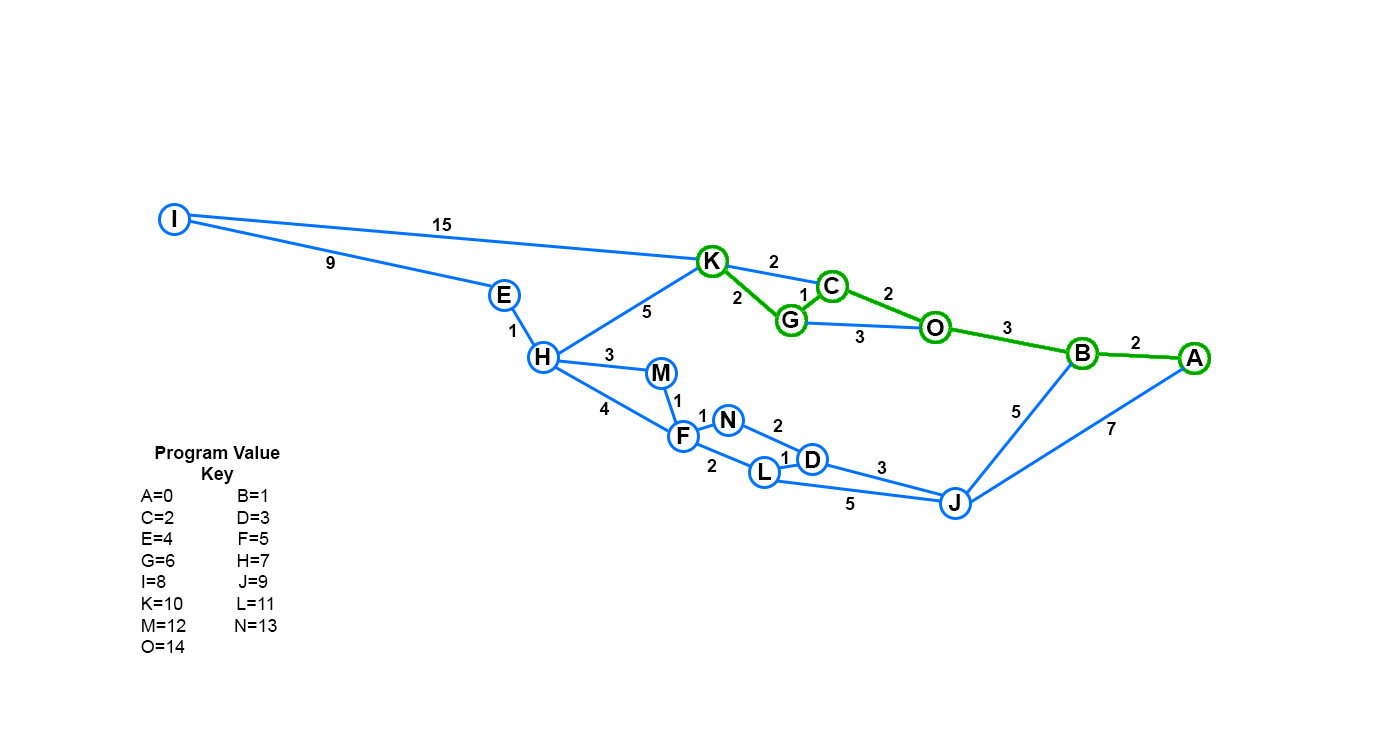 I
15
9
K
2
C
E
2
1
2
G
O
3
3
B
2
A
1
5
H
3
M
4
1
F
1
N
2
2
L
1
D
3
5
J
5
7
Program Value
Key
A=0 B=1
C=2 D=3
E=4 F=5
G=6 H=7
I=8 J=9
K=10 L=11
M=12 N=13
O=14